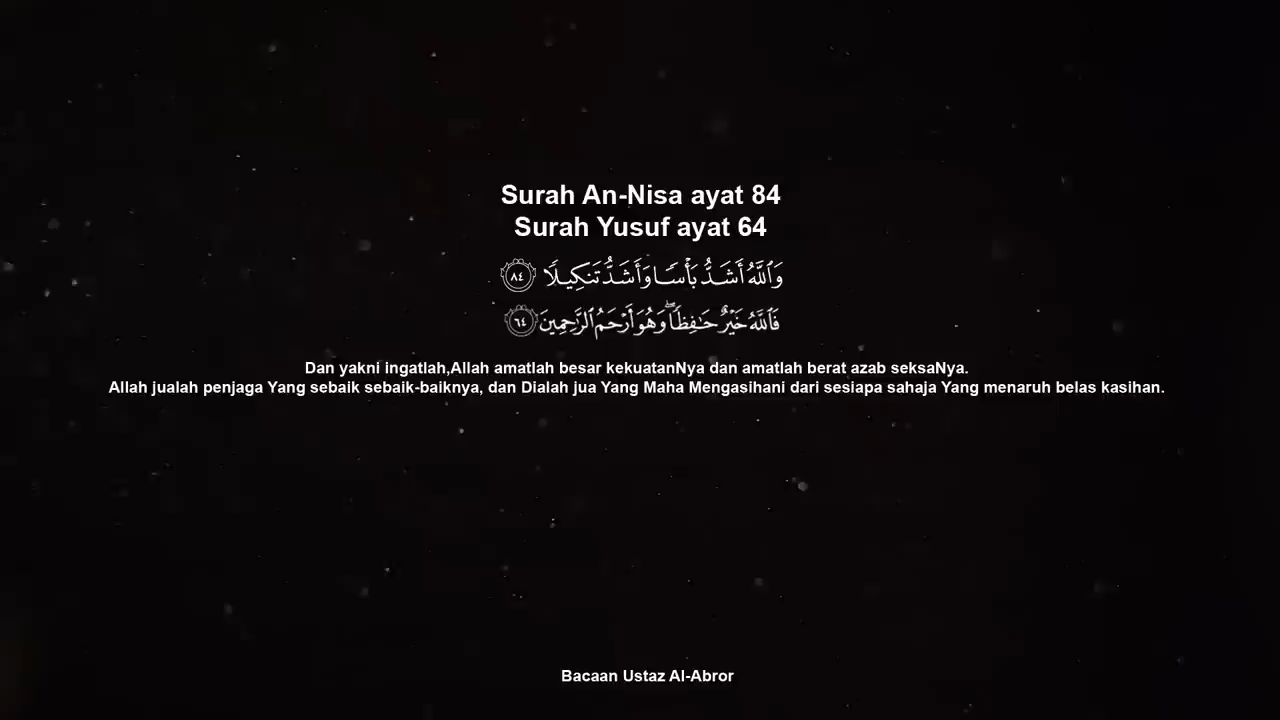 Surah An-Nisa ayat 84
Surah Yusuf ayat 64
وَٱللَّهُ أَشَدُّ بَأْسًا وَأَشَدُّ تَنكِيلًا ٨٤
فَٱللَّهُ خَيْرٌ حَـٰفِظًا ۖ وَهُوَ أَرْحَمُ ٱلرَّٰحِمِينَ ٦٤
Dan yakni ingatlah,Allah amatlah besar kekuatanNya dan amatlah berat azab seksaNya.
Allah jualah penjaga Yang sebaik sebaik-baiknya, dan Dialah jua Yang Maha Mengasihani dari sesiapa sahaja Yang menaruh belas kasihan.
Bacaan Ustaz Al-Abror